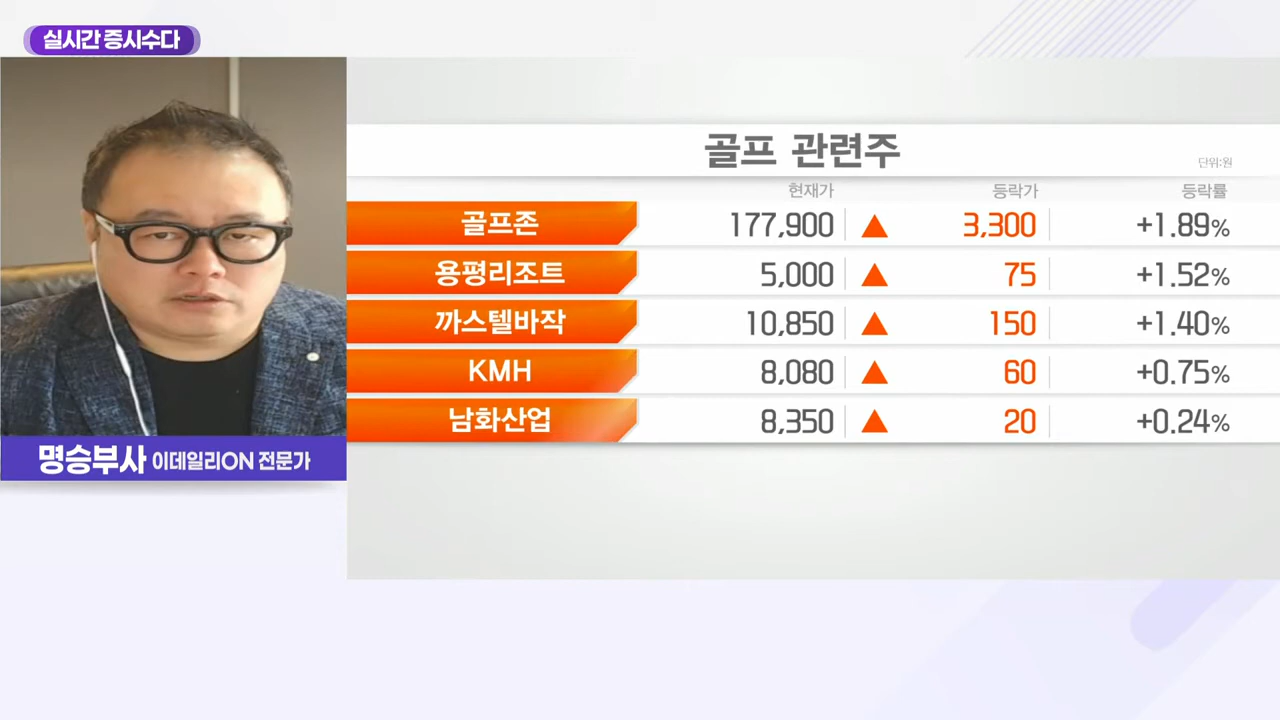 실시간 증시수다
골프 관련주
단위:원
현재가 등락가 등락률
골프존 177,900 ▲ 3,300 +1.89%
용평리조트 5,000 ▲ 75 +1.52%
까스텔바작 10,850 ▲ 150 +1.40%
KMH 8,080 ▲ 60 +0.75%
남화산업 8,350 ▲ 20 +0.24%
명승부사 이데일리ON 전문가